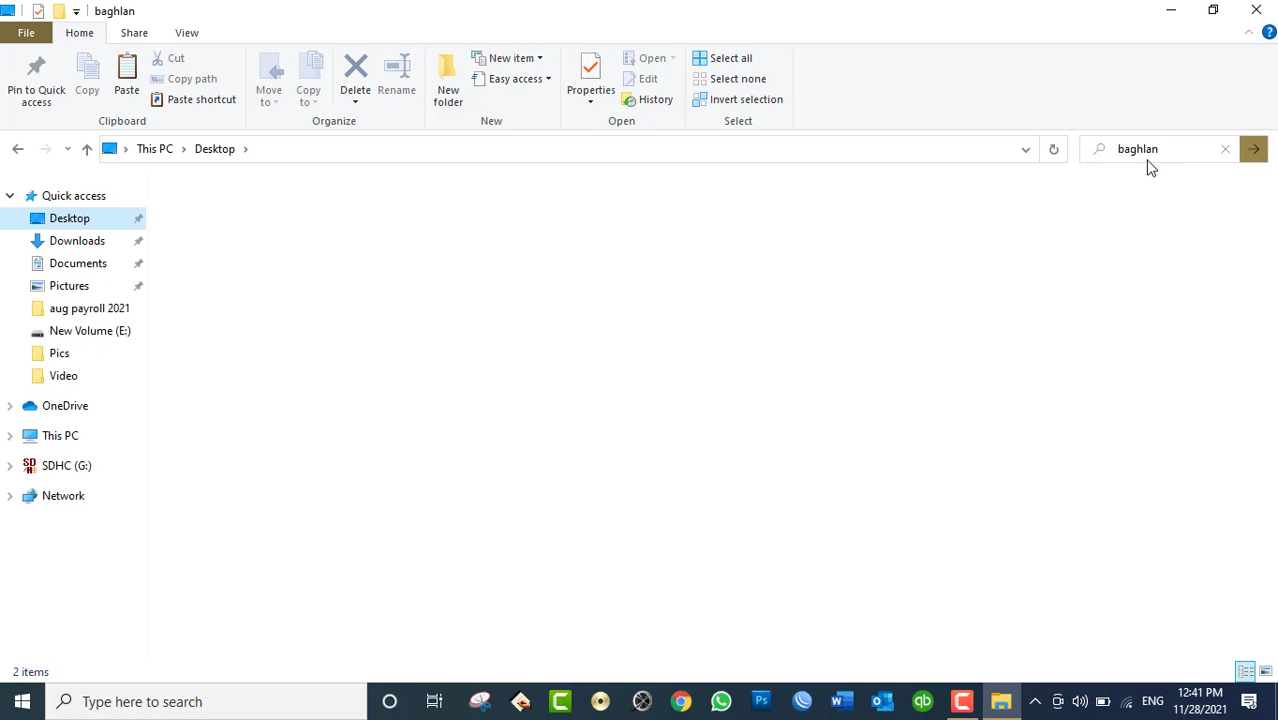 baghlan
File Home Share View
Pin to Quick access
Copy
Paste
Cut
Copy path
Paste shortcut
Clipboard
Move to
Copy to
Delete
Rename
Organize
New folder
New item
Easy access
New
Properties
Open
Edit
History
Open
Select all
Select none
Invert selection
Select
This PC Desktop
baghlan
Quick access
Desktop
Downloads
Documents
Pictures
aug payroll 2021
New Volume (E:)
Pics
Video
OneDrive
This PC
SD
SDHC (G:)
Network
2 items
Type here to search
Ps
W
qb
ENG
12:41 PM
11/28/2021